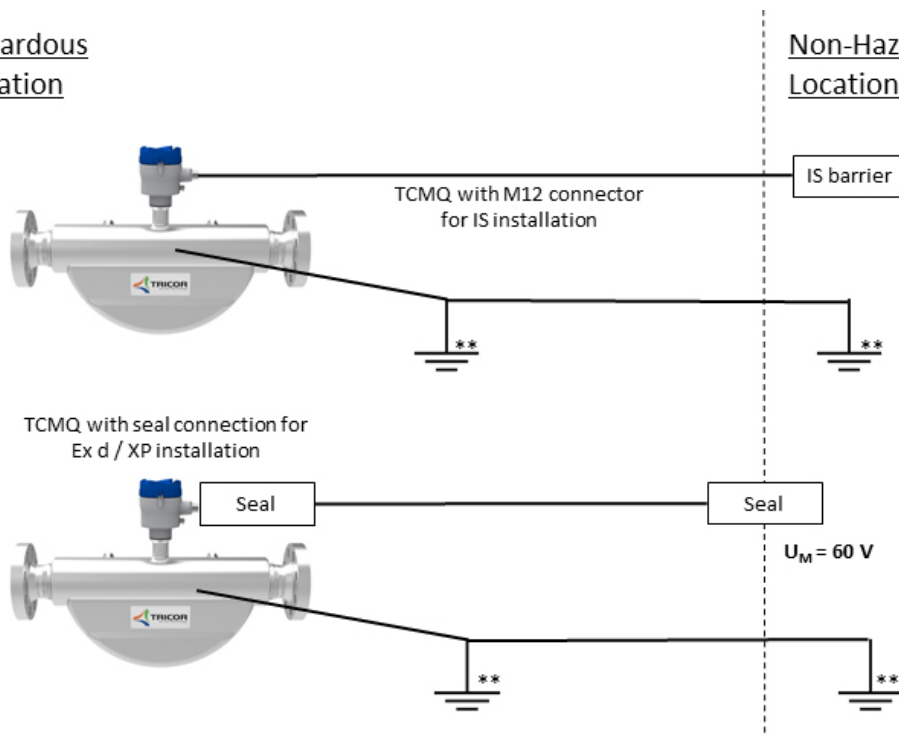 ardous
ation
Non-Haz
Location
IS barrier
TCMQ with M12 connector
for IS installation
TRICOR
**
**
TCMQ with seal connection for
Ex d / XP installation
Seal
Seal
UM = 60 V
TRICOR
**
**